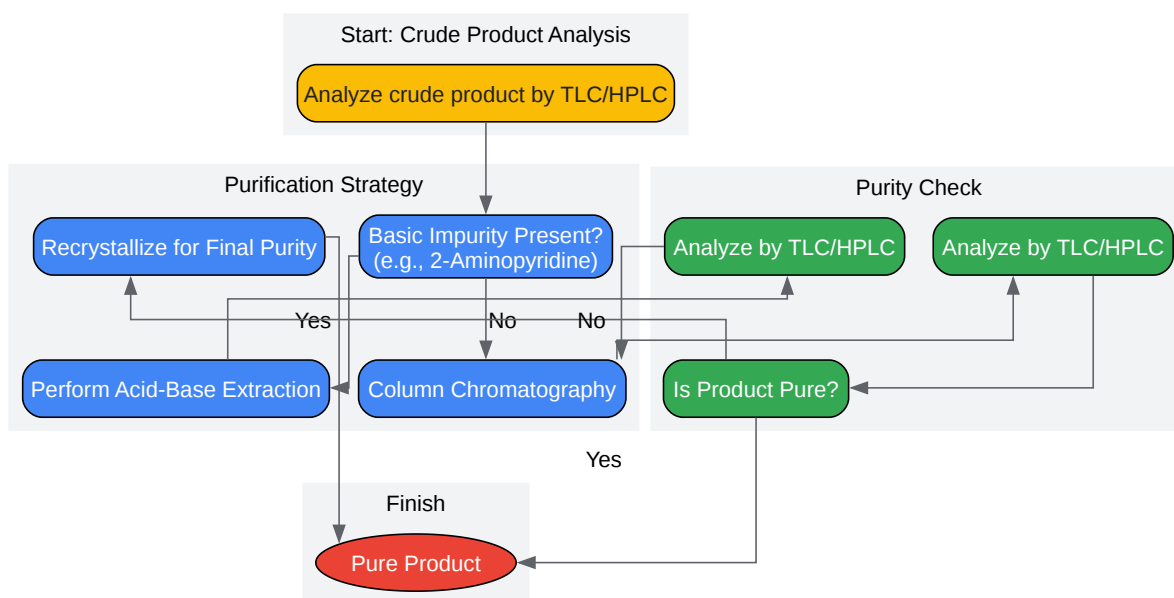 Start: Crude Product Analysis
Analyze crude product by TLC/HPLC
Purification Strategy
Purity Check
Recrystallize for Final Purity
Basic Impurity Present?
(e.g., 2-Aminopyridine)
Analyze by TLC/HPLC
Analyze by TLC/HPLC
Yes
No
No
Perform Acid-Base Extraction
Column Chromatography
Is Product Pure?
Yes
Finish
Pure Product